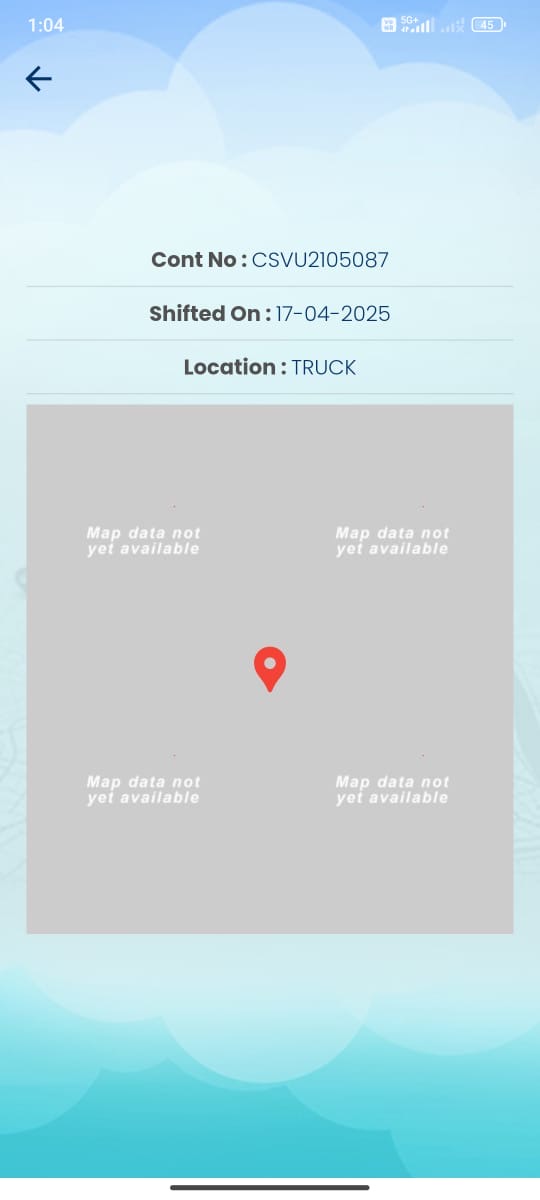 1:04
5G+
45
Cont No : CSVU2105087
Shifted On : 17-04-2025
Location : TRUCK
Map data not
yet available
Map data not
yet available
Map data not
yet available
Map data not
yet available